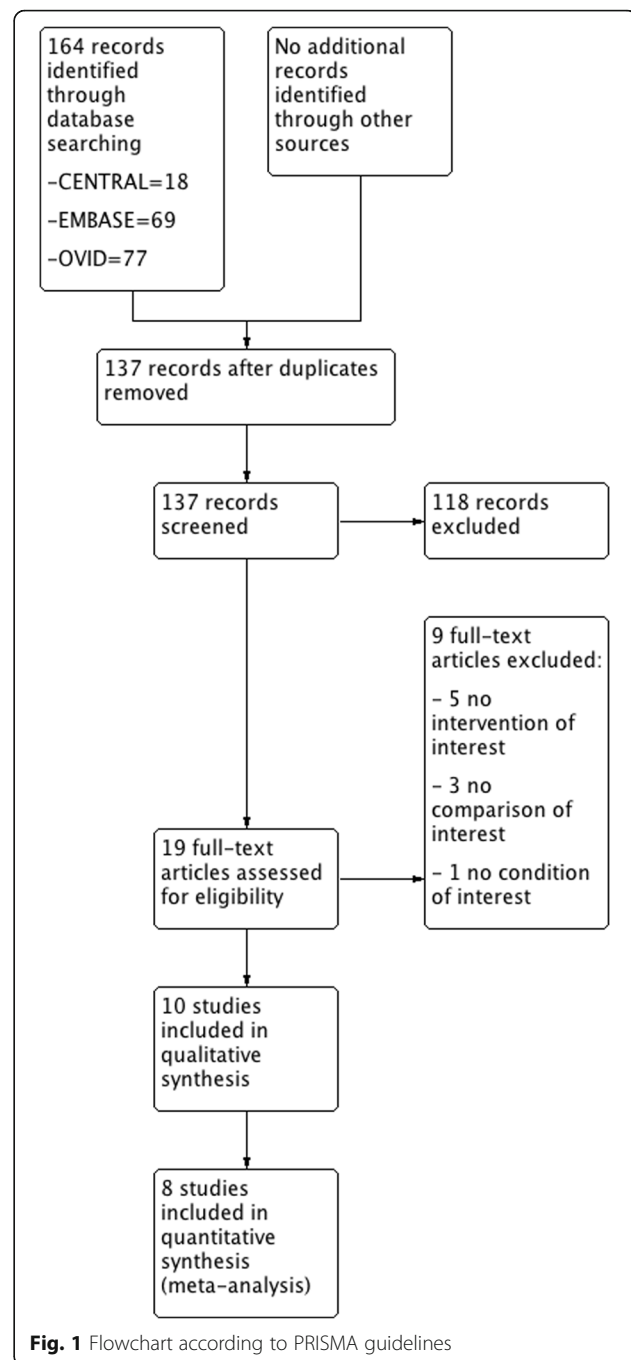 164 records
identified
through
database
searching
-CENTRAL=18
-EMBASE=69
-OVID=77
No additional
records
identified
through other
sources
137 records after duplicates
removed
137 records
screened
118 records
excluded
9 full-text
articles excluded:
- 5 no
intervention of
interest
- 3 no
comparison of
interest
- 1 no condition
of interest
19 full-text
articles assessed
for eligibility
10 studies
included in
qualitative
synthesis
8 studies
included in
quantitative
synthesis
(meta-analysis)
Fig. 1 Flowchart according to PRISMA guidelines